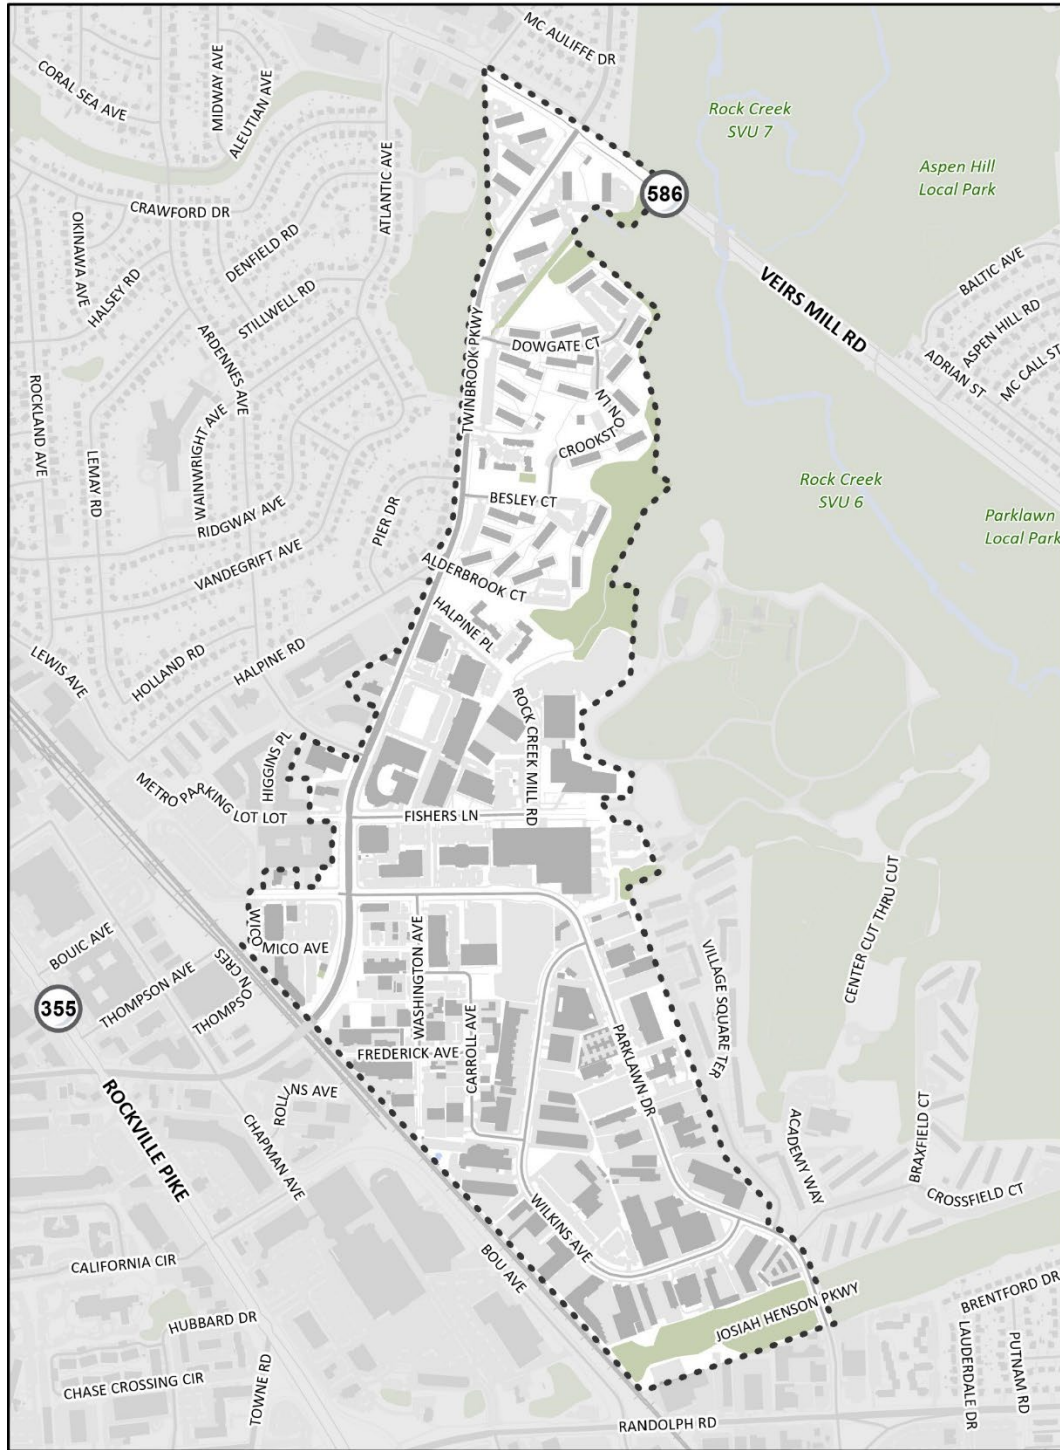 MC AULIFFE DR
CORAL SEA AVE
MIDWAY AVE
ALEUTIAN AVE
ATLANTIC AVE
Rock Creek
SVU 7
Aspen Hill
Local Park
586
CRAWFORD DR
OKINAWA AVE
HALSEY RD
DENFIELD RD
STILLWELL RD
BALTIC AVE
VEIRS MILL RD
ASPEN HILL RD
ADRIAN ST
MC CALL ST
TWINBROOK PKWY
DOWGATE CT
ARDENNES AVE
ROCKLAND AVE
CROOKSTON LN
LEMAY RD
WAINWRIGHT AVE
Rock Creek
SVU 6
BESLEY CT
Parklawn
Local Park
PIER DR
RIDGWAY AVE
VANDEGRIFT AVE
ALDERBROOK CT
HALPINE PL
LEWIS AVE
HOLLAND RD
HALPINE RD
ROCK CREEK MILL RD
HIGGINS PL
METRO PARKING LOT LOT
FISHERS LN
CENTER CUT THRU CUT
WICOMICO AVE
WASHINGTON AVE
BOUIC AVE
THOMPSON AVE
THOMPSON CRES
VILLAGE SQUARE TER
355
FREDERICK AVE
CARROLL AVE
PARKLAWN DR
ROLLINS AVE
ROCKVILLE PIKE
CHAPMAN AVE
ACADEMY WAY
BRAXFIELD CT
CROSSFIELD CT
WILKINS AVE
BOU AVE
CALIFORNIA CIR
JOSIAH HENSON PKWY
BRENTFORD DR
HUBBARD DR
LAUDERDALE DR
PUTNAM RD
CHASE CROSSING CIR
TOWNE RD
RANDOLPH RD